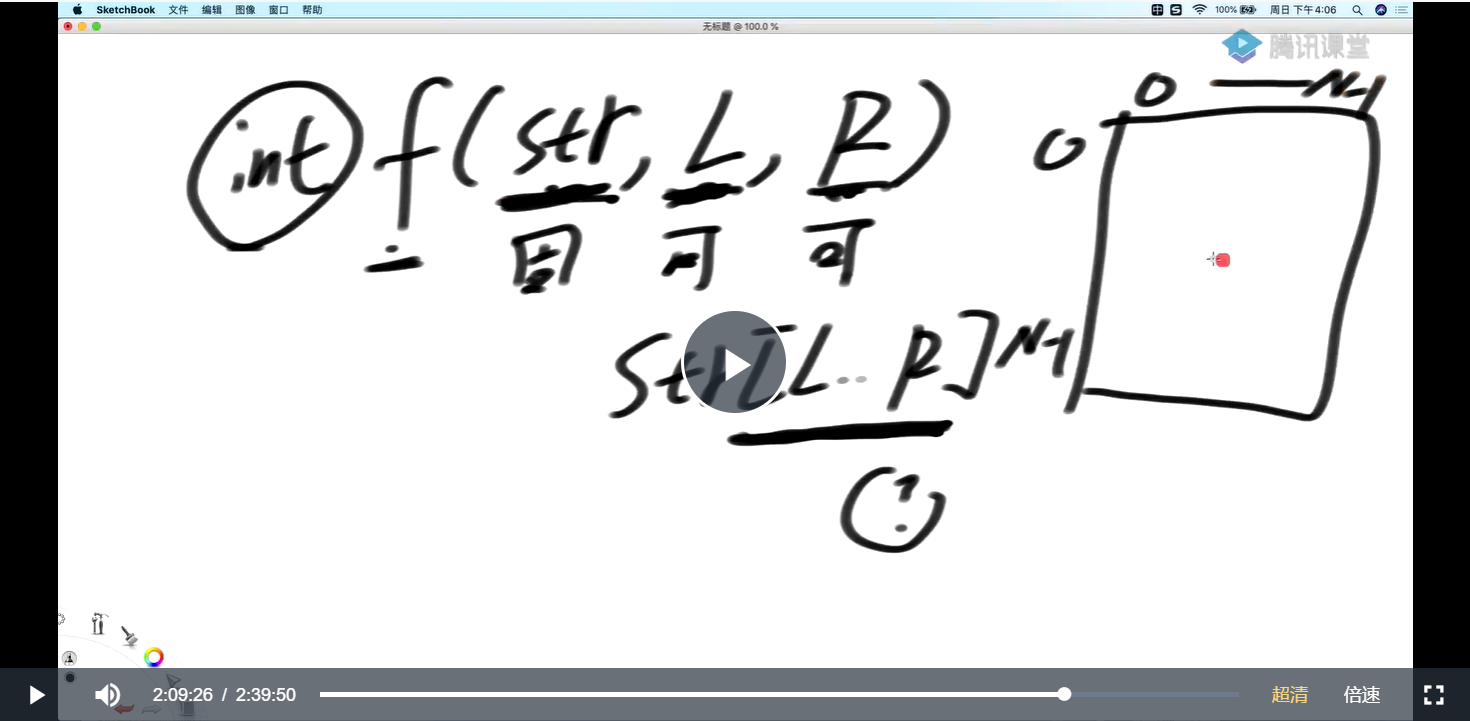 SketchBook 文件 编辑 图像 窗口 帮助 100% 周日 下午4:06
无标题 @ 100.0 %
腾讯课堂
int f(str, L, R)
0 — N-1
0
固 可 可
str[L.. R]
N-1
?
2:09:26 / 2:39:50 超清 倍速